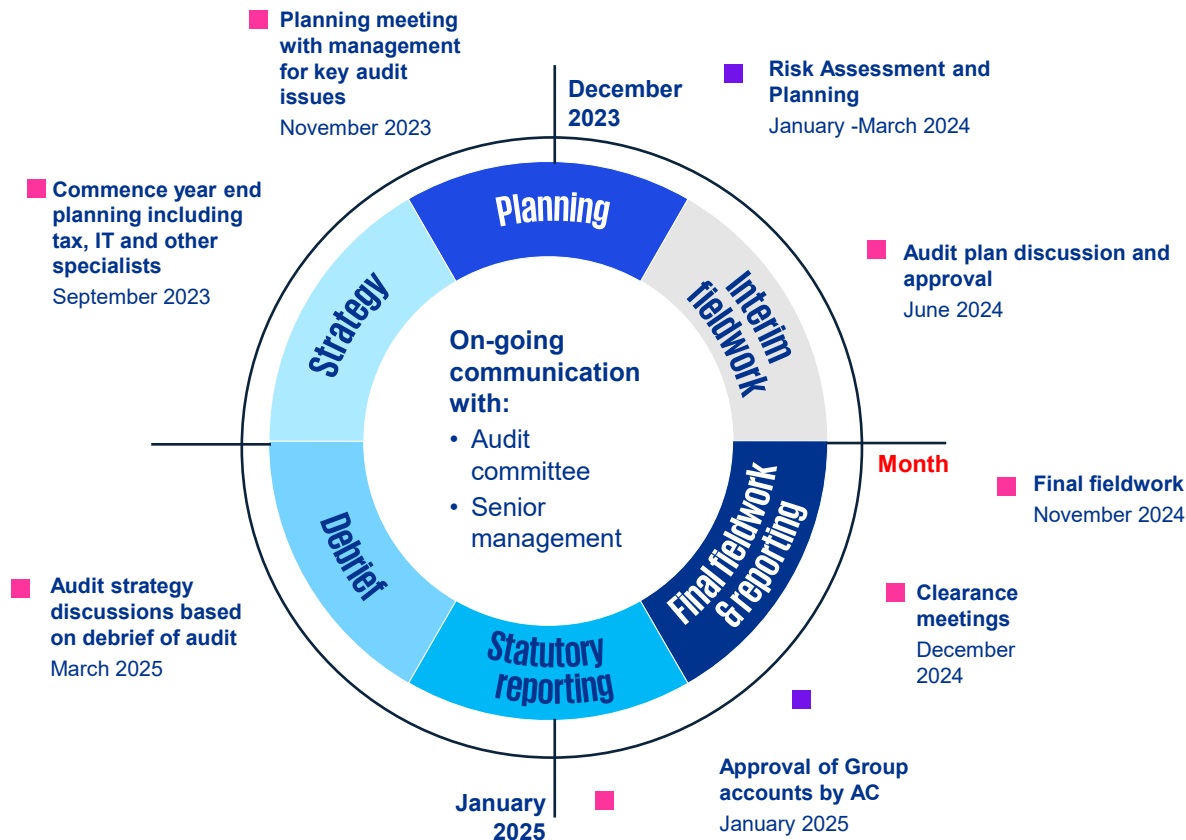 Planning meeting
with management
for key audit
issues
November 2023
December
2023
Risk Assessment and
Planning
January -March 2024
Commence year end
planning including
tax, IT and other
specialists
September 2023
Audit plan discussion and
approval
June 2024
Planning
Strategy
Interim
fieldwork
On-going
communication
with:
• Audit
committee
• Senior
management
Month
Final fieldwork
November 2024
Debrief
Final fieldwork
& reporting
Statutory
reporting
Audit strategy
discussions based
on debrief of audit
March 2025
Clearance
meetings
December
2024
Approval of Group
accounts by AC
January 2025
January
2025